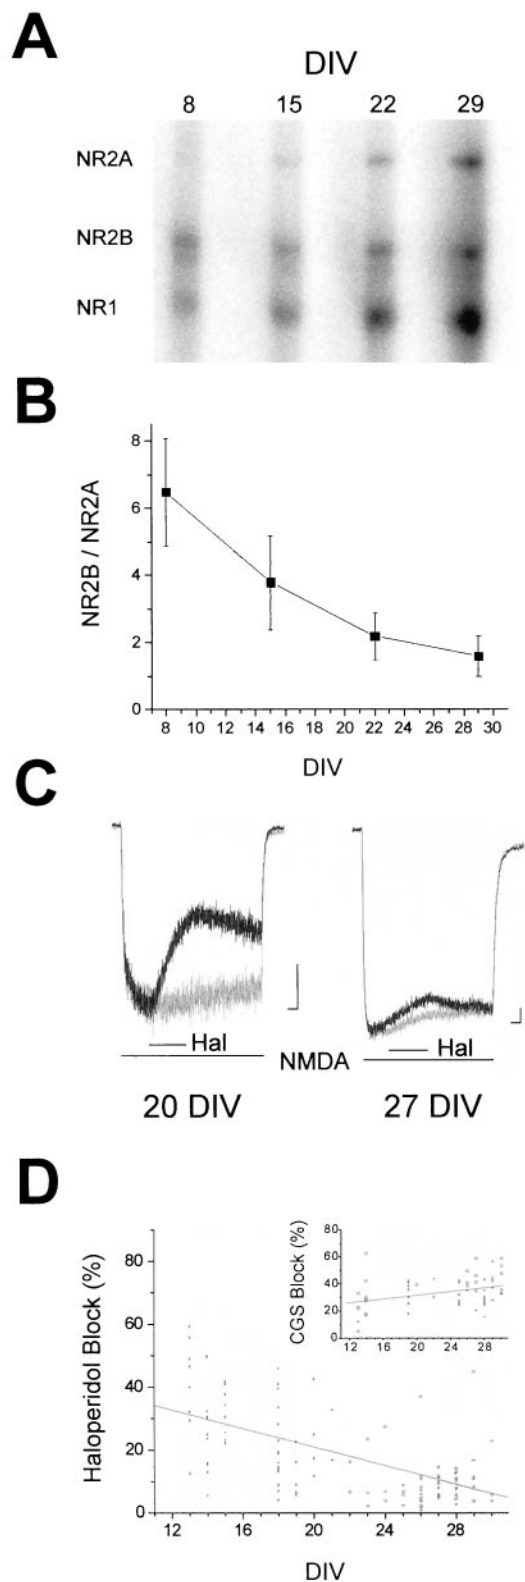 A
DIV
8 15 22 29
NR2A
NR2B
NR1
B
8
6
4
2
0
NR2B / NR2A
8 10 12 14 16 18 20 22 24 26 28 30
DIV
C
Hal Hal
NMDA
20 DIV 27 DIV
D
80
60
40
20
0
Haloperidol Block (%)
80
60
40
20
0
CGS Block (%)
12 16 20 24 28
12 16 20 24 28
DIV